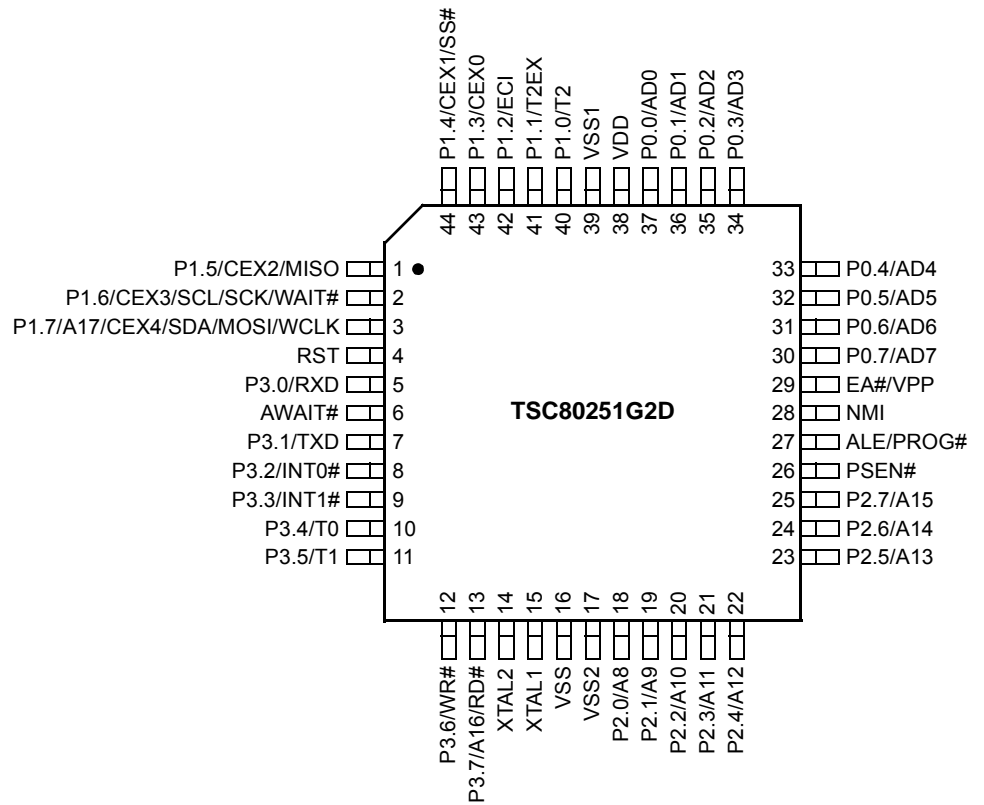 P1.4/CEX1/SS#
P1.3/CEX0
P1.2/ECI
P1.1/T2EX
P1.0/T2
VSS1
VDD
P0.0/AD0
P0.1/AD1
P0.2/AD2
P0.3/AD3
44
43
42
41
40
39
38
37
36
35
34
P1.5/CEX2/MISO 1
P1.6/CEX3/SCL/SCK/WAIT# 2
P1.7/A17/CEX4/SDA/MOSI/WCLK 3
RST 4
P3.0/RXD 5
AWAIT# 6
P3.1/TXD 7
P3.2/INT0# 8
P3.3/INT1# 9
P3.4/T0 10
P3.5/T1 11
TSC80251G2D
33 P0.4/AD4
32 P0.5/AD5
31 P0.6/AD6
30 P0.7/AD7
29 EA#/VPP
28 NMI
27 ALE/PROG#
26 PSEN#
25 P2.7/A15
24 P2.6/A14
23 P2.5/A13
12
13
14
15
16
17
18
19
20
21
22
P3.6/WR#
P3.7/A16/RD#
XTAL2
XTAL1
VSS
VSS2
P2.0/A8
P2.1/A9
P2.2/A10
P2.3/A11
P2.4/A12